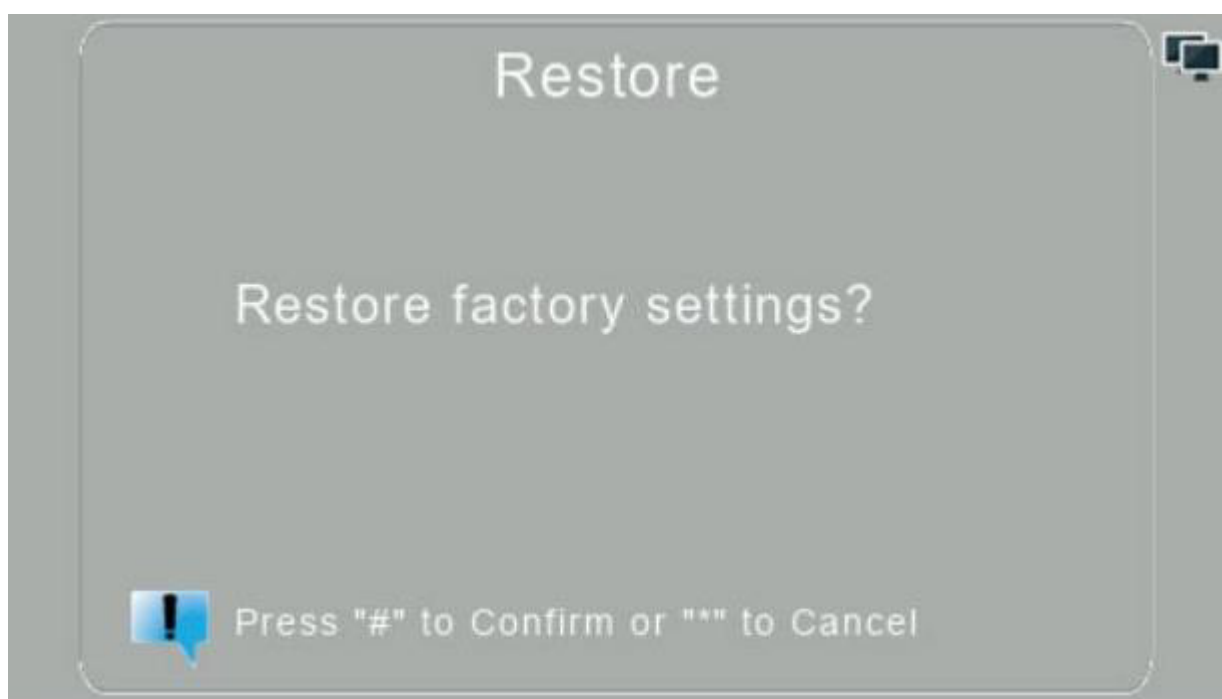 Restore
Restore factory settings?
Press "#" to Confirm or "*" to Cancel